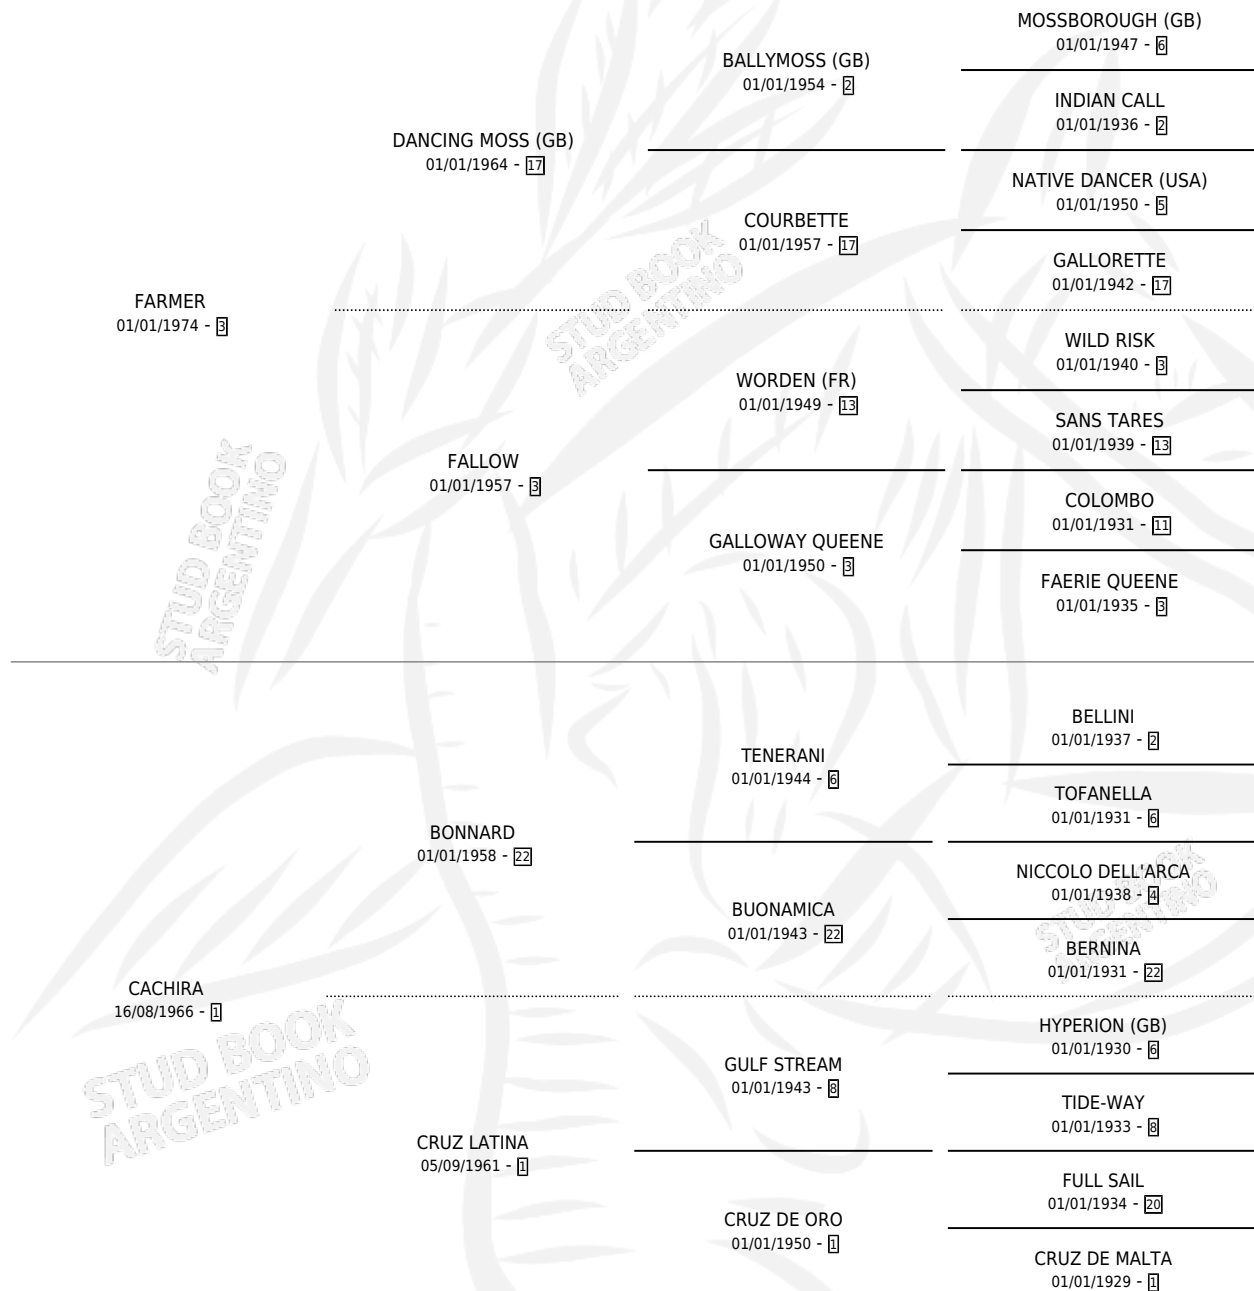 MOSSBOROUGH (GB)
01/01/1947 - 6
BALLYMOSS (GB)
01/01/1954 - 2
INDIAN CALL
01/01/1936 - 2
DANCING MOSS (GB)
01/01/1964 - 17
NATIVE DANCER (USA)
01/01/1950 - 5
COURBETTE
01/01/1957 - 17
GALLORETTE
01/01/1942 - 17
FARMER
01/01/1974 - 3
WILD RISK
01/01/1940 - 3
WORDEN (FR)
01/01/1949 - 13
SANS TARES
01/01/1939 - 13
FALLOW
01/01/1957 - 3
COLOMBO
01/01/1931 - 11
GALLOWAY QUEENE
01/01/1950 - 3
FAERIE QUEENE
01/01/1935 - 3
BELLINI
01/01/1937 - 2
TENERANI
01/01/1944 - 6
TOFANELLA
01/01/1931 - 6
BONNARD
01/01/1958 - 22
NICCOLO DELL'ARCA
01/01/1938 - 4
BUONAMICA
01/01/1943 - 22
BERNINA
01/01/1931 - 22
CACHIRA
16/08/1966 - 1
HYPERION (GB)
01/01/1930 - 6
GULF STREAM
01/01/1943 - 8
TIDE-WAY
01/01/1933 - 8
CRUZ LATINA
05/09/1961 - 1
FULL SAIL
01/01/1934 - 20
CRUZ DE ORO
01/01/1950 - 1
CRUZ DE MALTA
01/01/1929 - 1
STUD BOOK
ARGENTINO
STUD BOOK
ARGENTINO
STUD BOOK
ARGENTINO
STUD BOOK
ARGENTINO